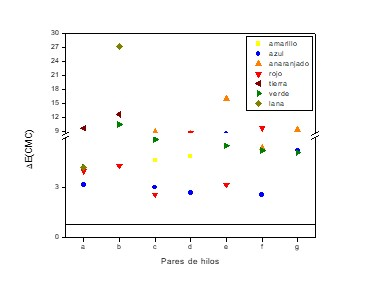 30
27
24
21
18
15
12
9
9
3
0
ΔE(CMC)
amarillo
azul
anaranjado
rojo
tierra
verde
lana
a b c d e f g
Pares de hilos